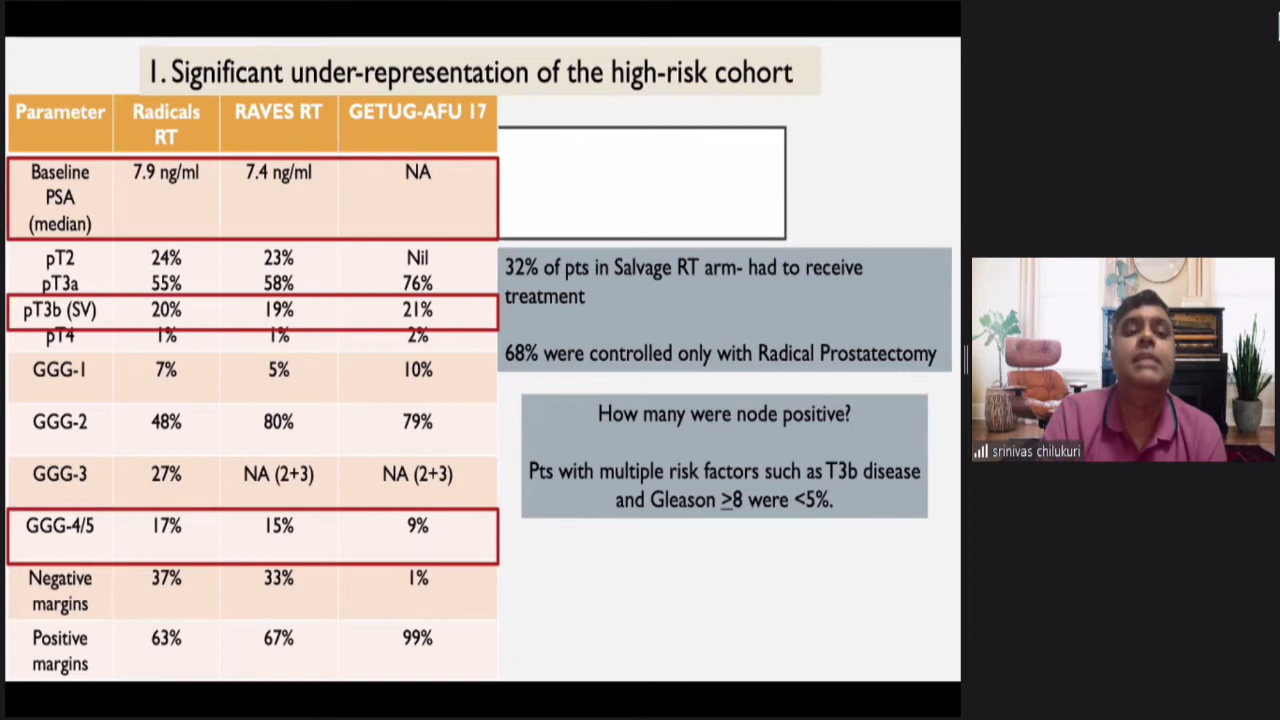 1. Significant under-representation of the high-risk cohort
Parameter Radicals RAVES RT GETUG-AFU 17
RT
Baseline 7.9 ng/ml 7.4 ng/ml NA
PSA
(median)
pT2 24% 23% Nil
pT3a 55% 58% 76%
pT3b (SV) 20% 19% 21%
pT4 1% 1% 2%
GGG-1 7% 5% 10%
GGG-2 48% 80% 79%
GGG-3 27% NA (2+3) NA (2+3)
GGG-4/5 17% 15% 9%
Negative 37% 33% 1%
margins
Positive 63% 67% 99%
margins
32% of pts in Salvage RT arm- had to receive
treatment
68% were controlled only with Radical Prostatectomy
How many were node positive?
Pts with multiple risk factors such as T3b disease
and Gleason ≥8 were <5%.
srinivas chilukuri